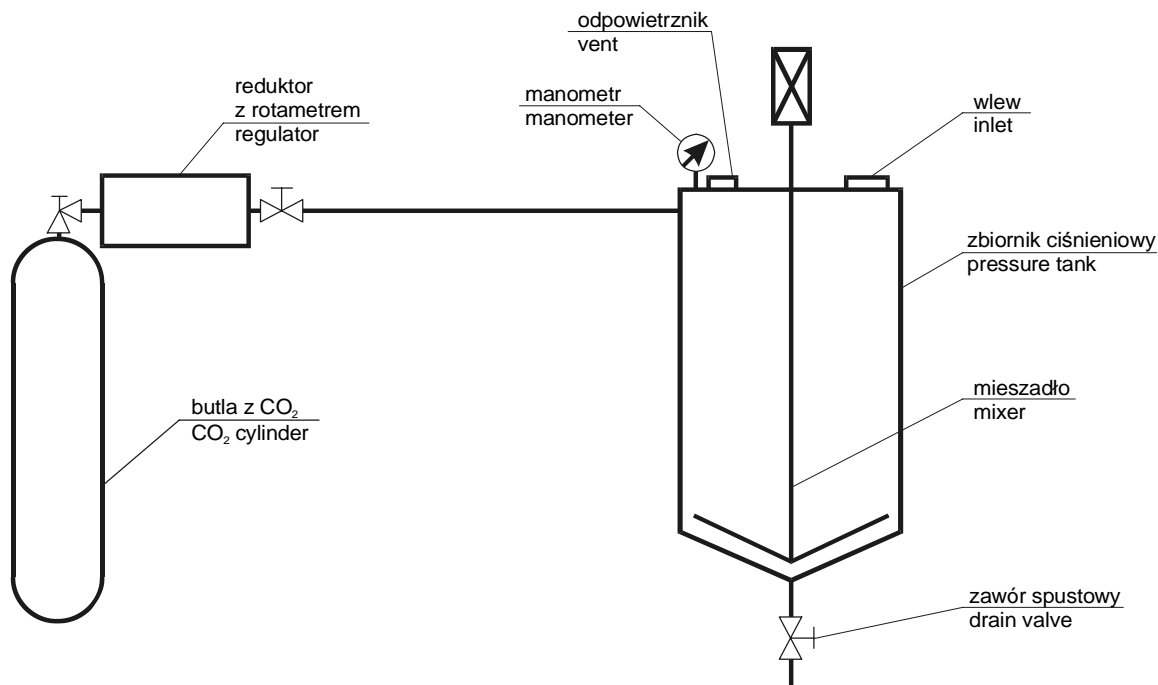 odpowietrznik
vent
reduktor
z rotametrem
regulator
manometr
manometer
wlew
inlet
zbiornik ciśnieniowy
pressure tank
mieszadło
mixer
butla z CO₂
CO₂ cylinder
zawór spustowy
drain valve